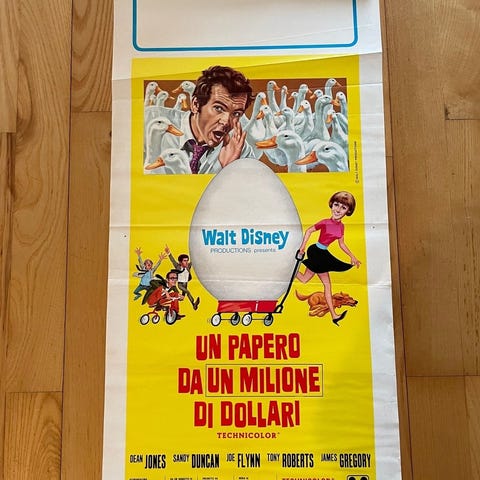 Walt Disney
PRODUCTIONS presenta
UN PAPERO
DA UN MILIONE
DI DOLLARI
TECHNICOLOR®
DEAN JONES SANDY DUNCAN JOE FLYNN TONY ROBERTS JAMES GREGORY